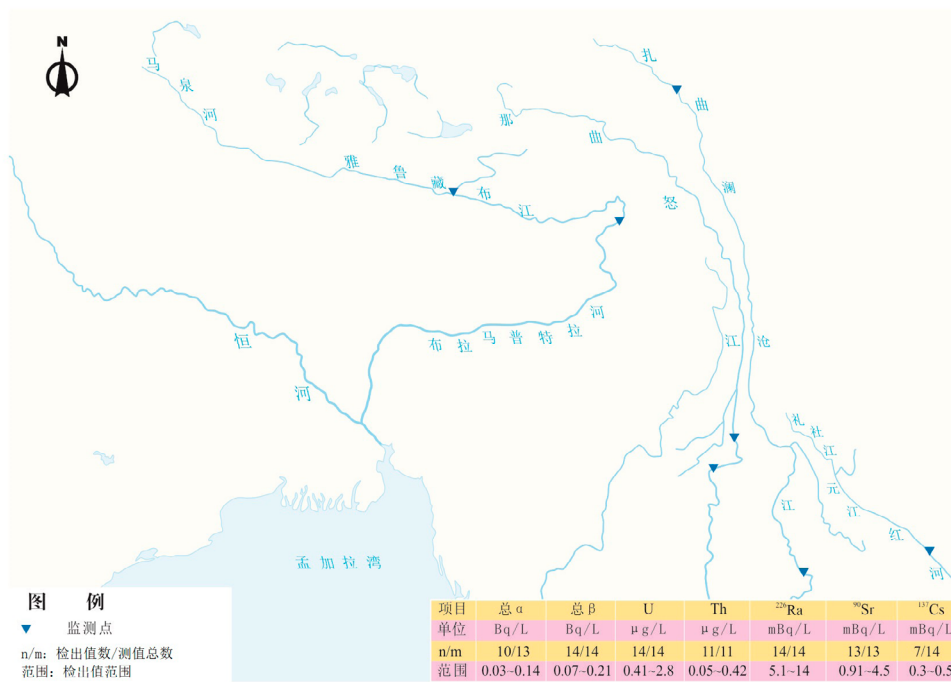 N
马泉河
雅鲁藏布江
那曲
怒江
扎曲
澜沧江
恒河
布拉马普特拉河
礼社江
元江
红河
孟加拉湾
图 例
监测点
n/m: 检出值数/测值总数
范围: 检出值范围
项目 总α 总β U Th ²²⁶Ra ⁹⁰Sr ¹³⁷Cs
单位 Bq/L Bq/L μg/L μg/L mBq/L mBq/L mBq/L
n/m 10/13 14/14 14/14 11/11 14/14 13/13 7/14
范围 0.03~0.14 0.07~0.21 0.41~2.8 0.05~0.42 5.1~14 0.91~4.5 0.3~0.5